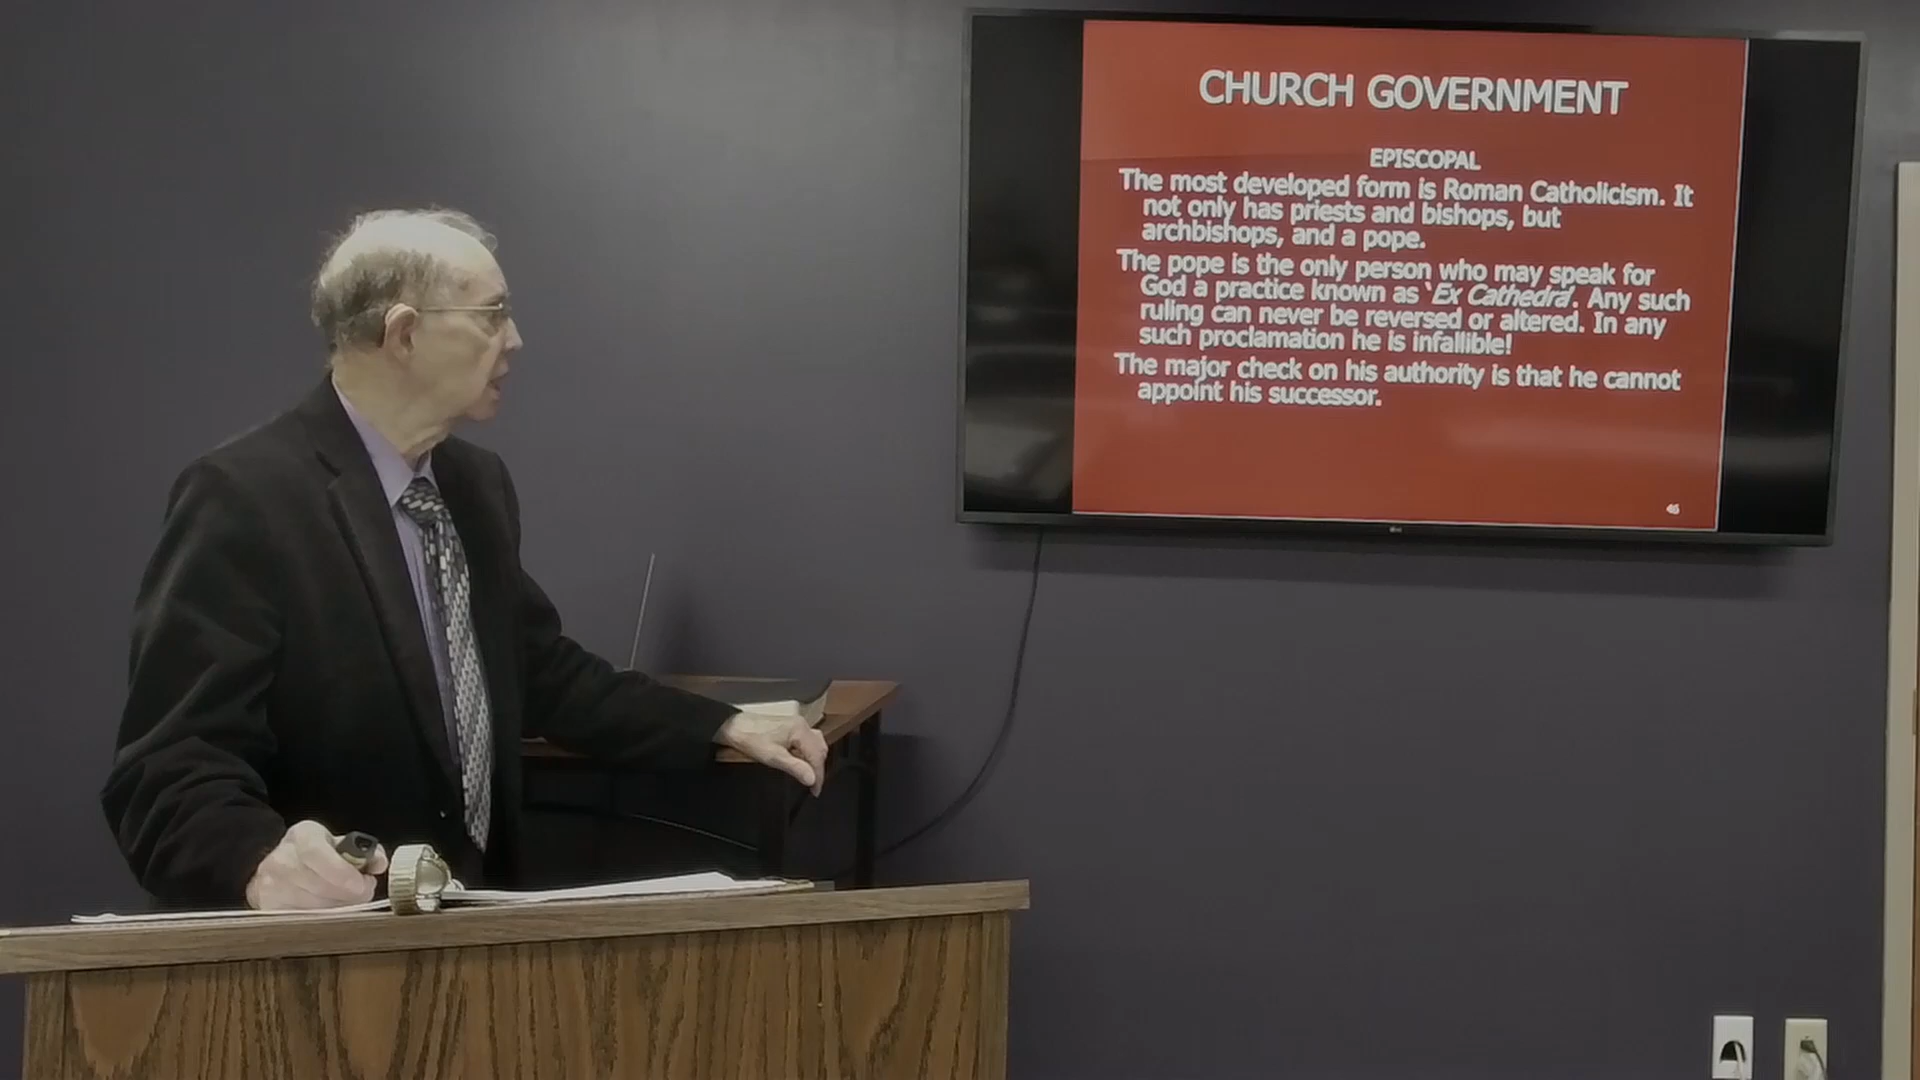 CHURCH GOVERNMENT
EPISCOPAL
The most developed form is Roman Catholicism. It
not only has priests and bishops, but
archbishops, and a pope.
The pope is the only person who may speak for
God a practice known as ‘Ex Cathedra’. Any such
ruling can never be reversed or altered. In any
such proclamation he is infallible!
The major check on his authority is that he cannot
appoint his successor.
46